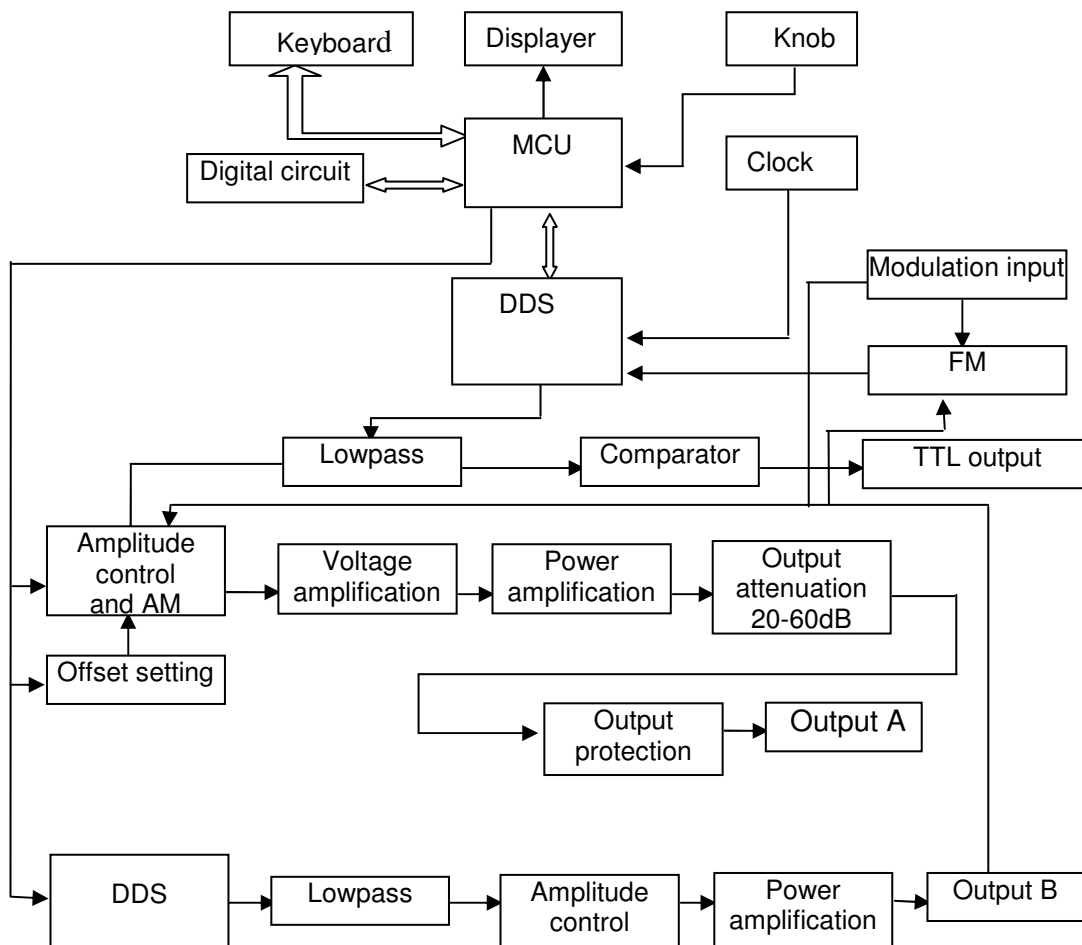 Keyboard
Displayer
Knob
MCU
Digital circuit
Clock
Modulation input
DDS
FM
Lowpass
Comparator
TTL output
Amplitude
control
and AM
Voltage
amplification
Power
amplification
Output
attenuation
20-60dB
Offset setting
Output
protection
Output A
DDS
Lowpass
Amplitude
control
Power
amplification
Output B